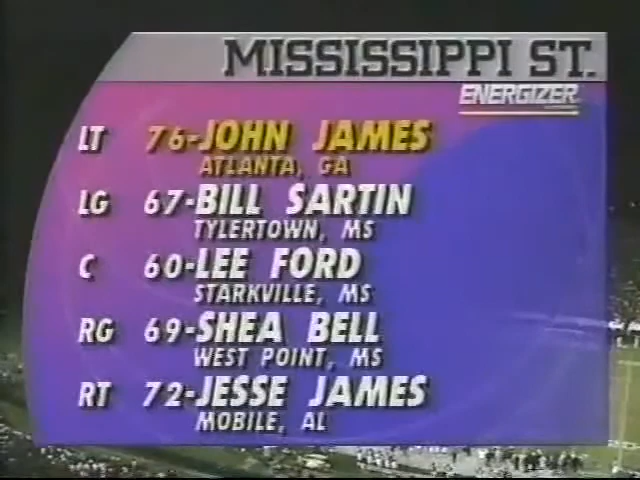 MISSISSIPPI ST.
ENERGIZER
LT 76-JOHN JAMES
ATLANTA, GA
LG 67-BILL SARTIN
TYLERTOWN, MS
C 60-LEE FORD
STARKVILLE, MS
RG 69-SHEA BELL
WEST POINT, MS
RT 72-JESSE JAMES
MOBILE, AL